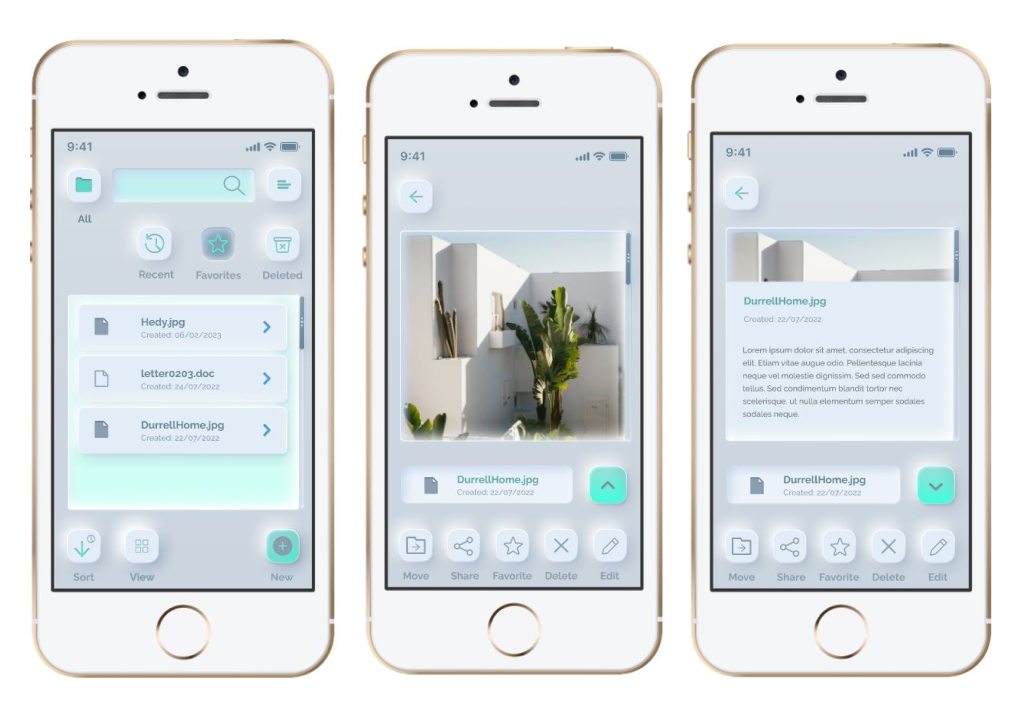 9:41
All
Recent
Favorites
Deleted
Hedy.jpg
Created: 06/02/2023
letter0203.doc
Created: 24/07/2022
DurrellHome.jpg
Created: 22/07/2022
Sort
View
New
9:41
DurrellHome.jpg
Created: 22/07/2022
Move
Share
Favorite
Delete
Edit
9:41
DurrellHome.jpg
Created: 22/07/2022
Lorem ipsum dolor sit amet, consectetur adipiscing
elit. Etiam vitae augue odio. Pellentesque lacinia
neque vel molestie dignissim. Sed sed commodo
tellus. Sed condimentum blandit tortor nec
scelerisque. ut nulla elementum semper sodales
sodales neque.
DurrellHome.jpg
Created: 22/07/2022
Move
Share
Favorite
Delete
Edit